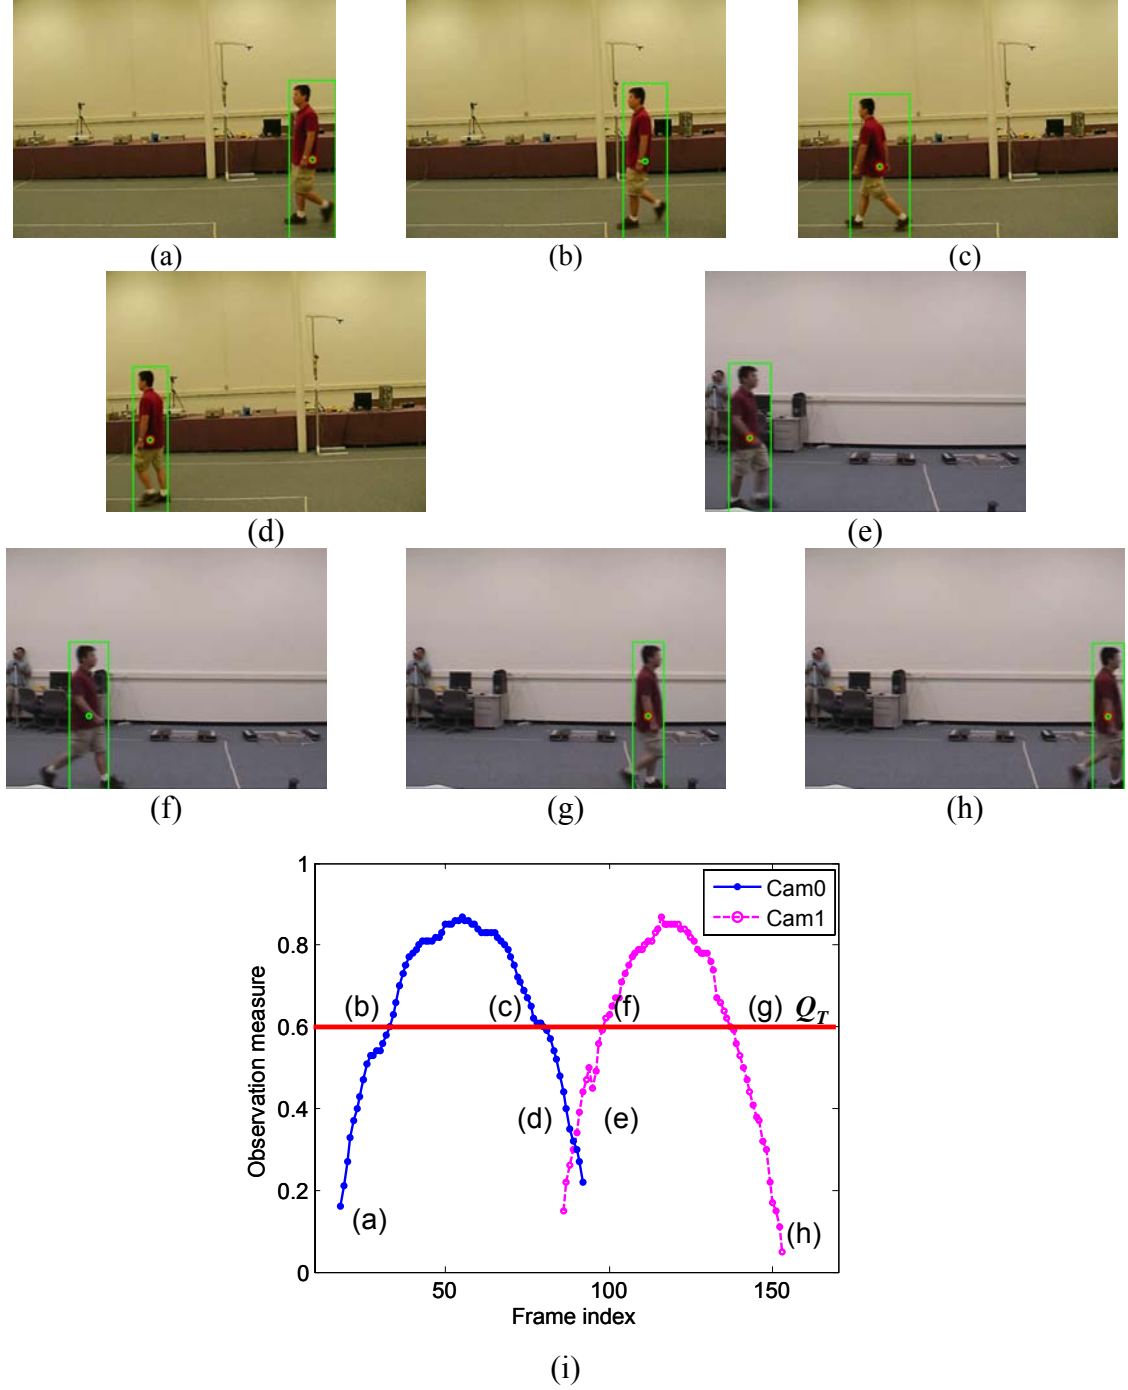 (a) (b) (c)
(d) (e)
(f) (g) (h)
1
0.8
0.6
0.4
0.2
0
50 100 150
Observation measure
Frame index
Cam0
Cam1
(b) (c) (f) (g) Q_T
(d) (e)
(a) (h)
(i)